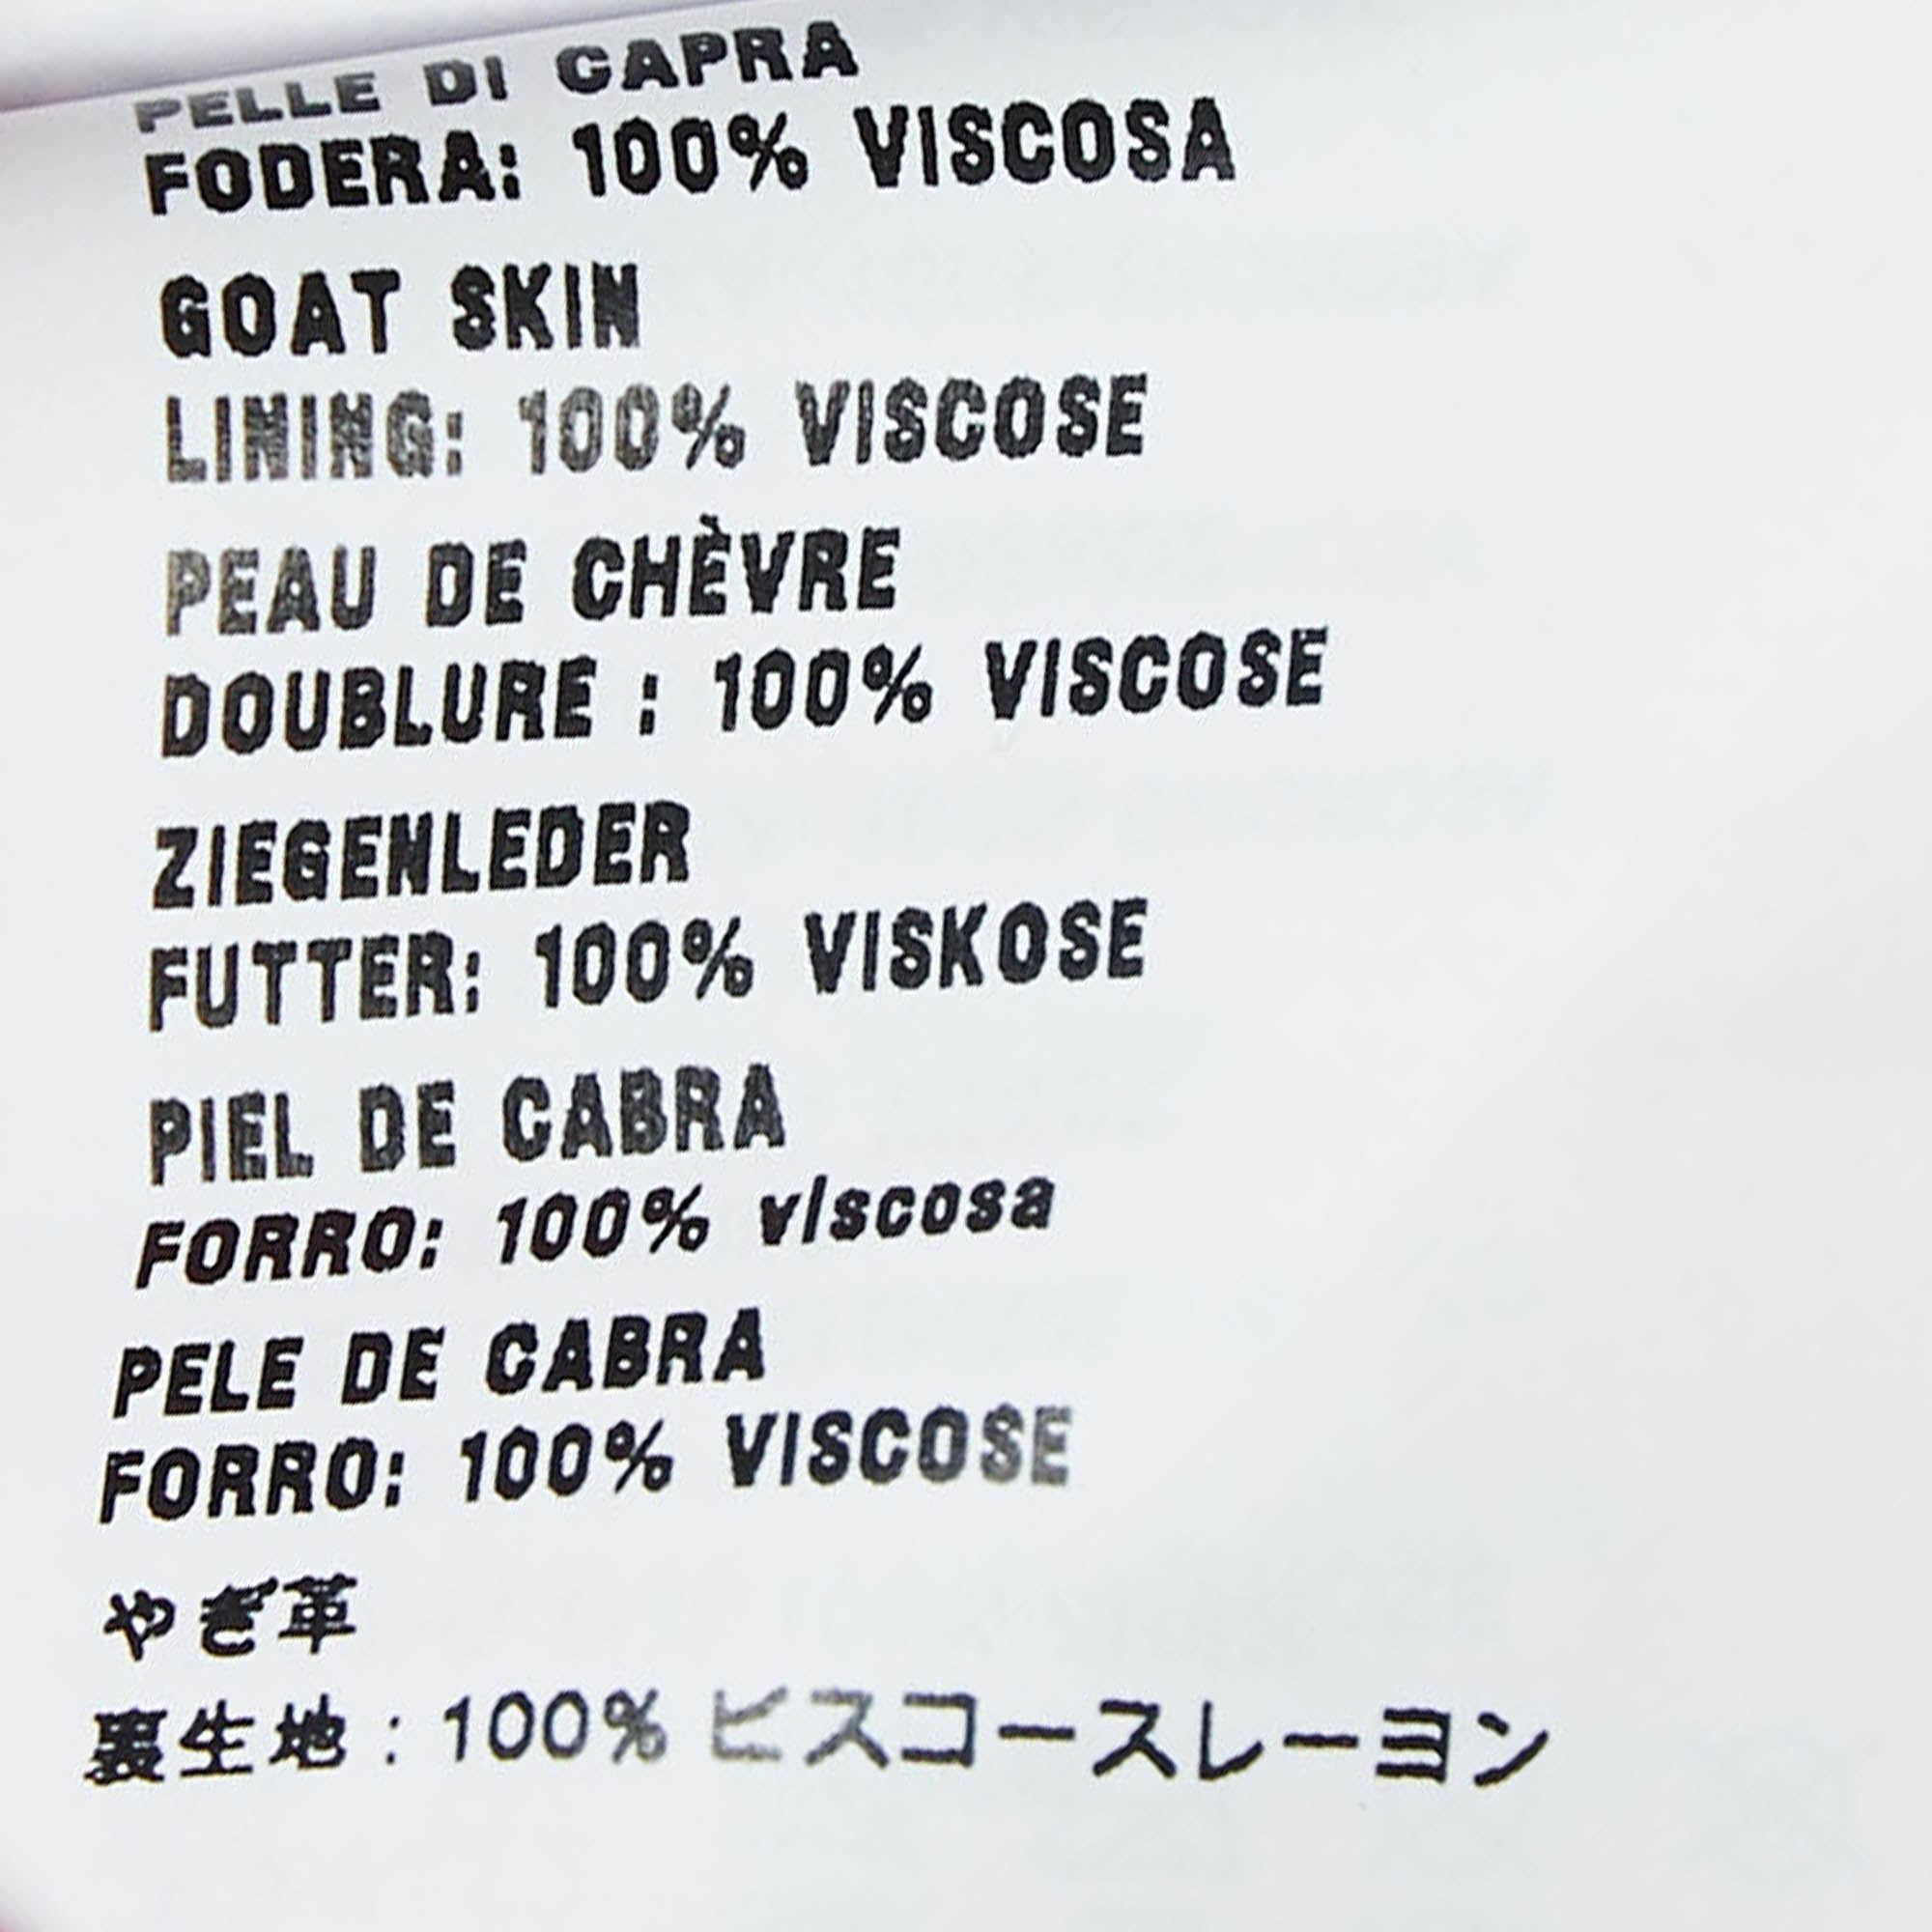 PELLE DI CAPRA
FODERA: 100% VISCOSA
GOAT SKIN
LINING: 100% VISCOSE
PEAU DE CHÈVRE
DOUBLURE : 100% VISCOSE
ZIEGENLEDER
FUTTER: 100% VISKOSE
PIEL DE CABRA
FORRO: 100% viscosa
PELE DE CABRA
FORRO: 100% VISCOSE
やぎ革
裏生地：100% ビスコースレーヨン